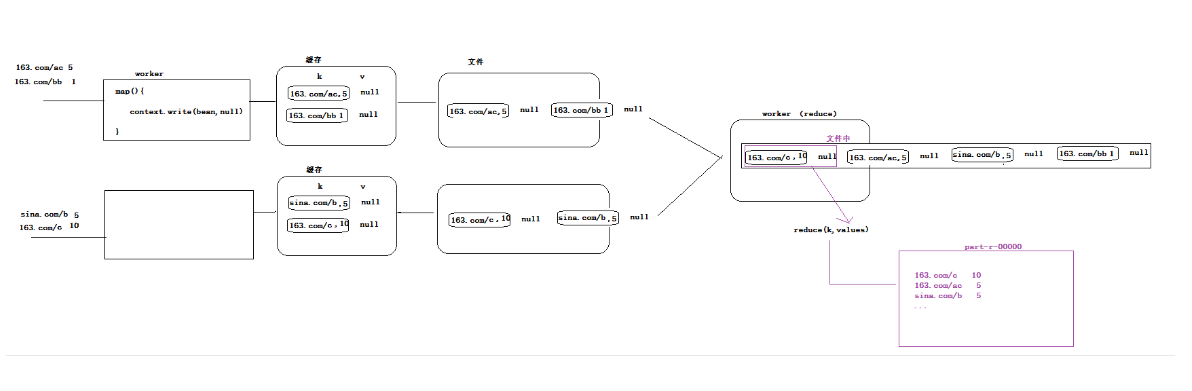 163.com/ac 5
163.com/bb 1
worker
map(){
context.write(bean,null)
}
缓存
k v
163.com/ac,5 null
163.com/bb 1 null
文件
163.com/ac,5 null 163.com/bb 1 null
sina.com/b 5
163.com/c 10
缓存
k v
sina.com/b,5 null
163.com/c,10 null
163.com/c,10 null sina.com/b,5 null
worker (reduce)
文件中
163.com/c,10 null 163.com/ac,5 null sina.com/b,5 null 163.com/bb 1 null
reduce(k,values)
part-r-00000
163.com/c 10
163.com/ac 5
sina.com/b 5
...